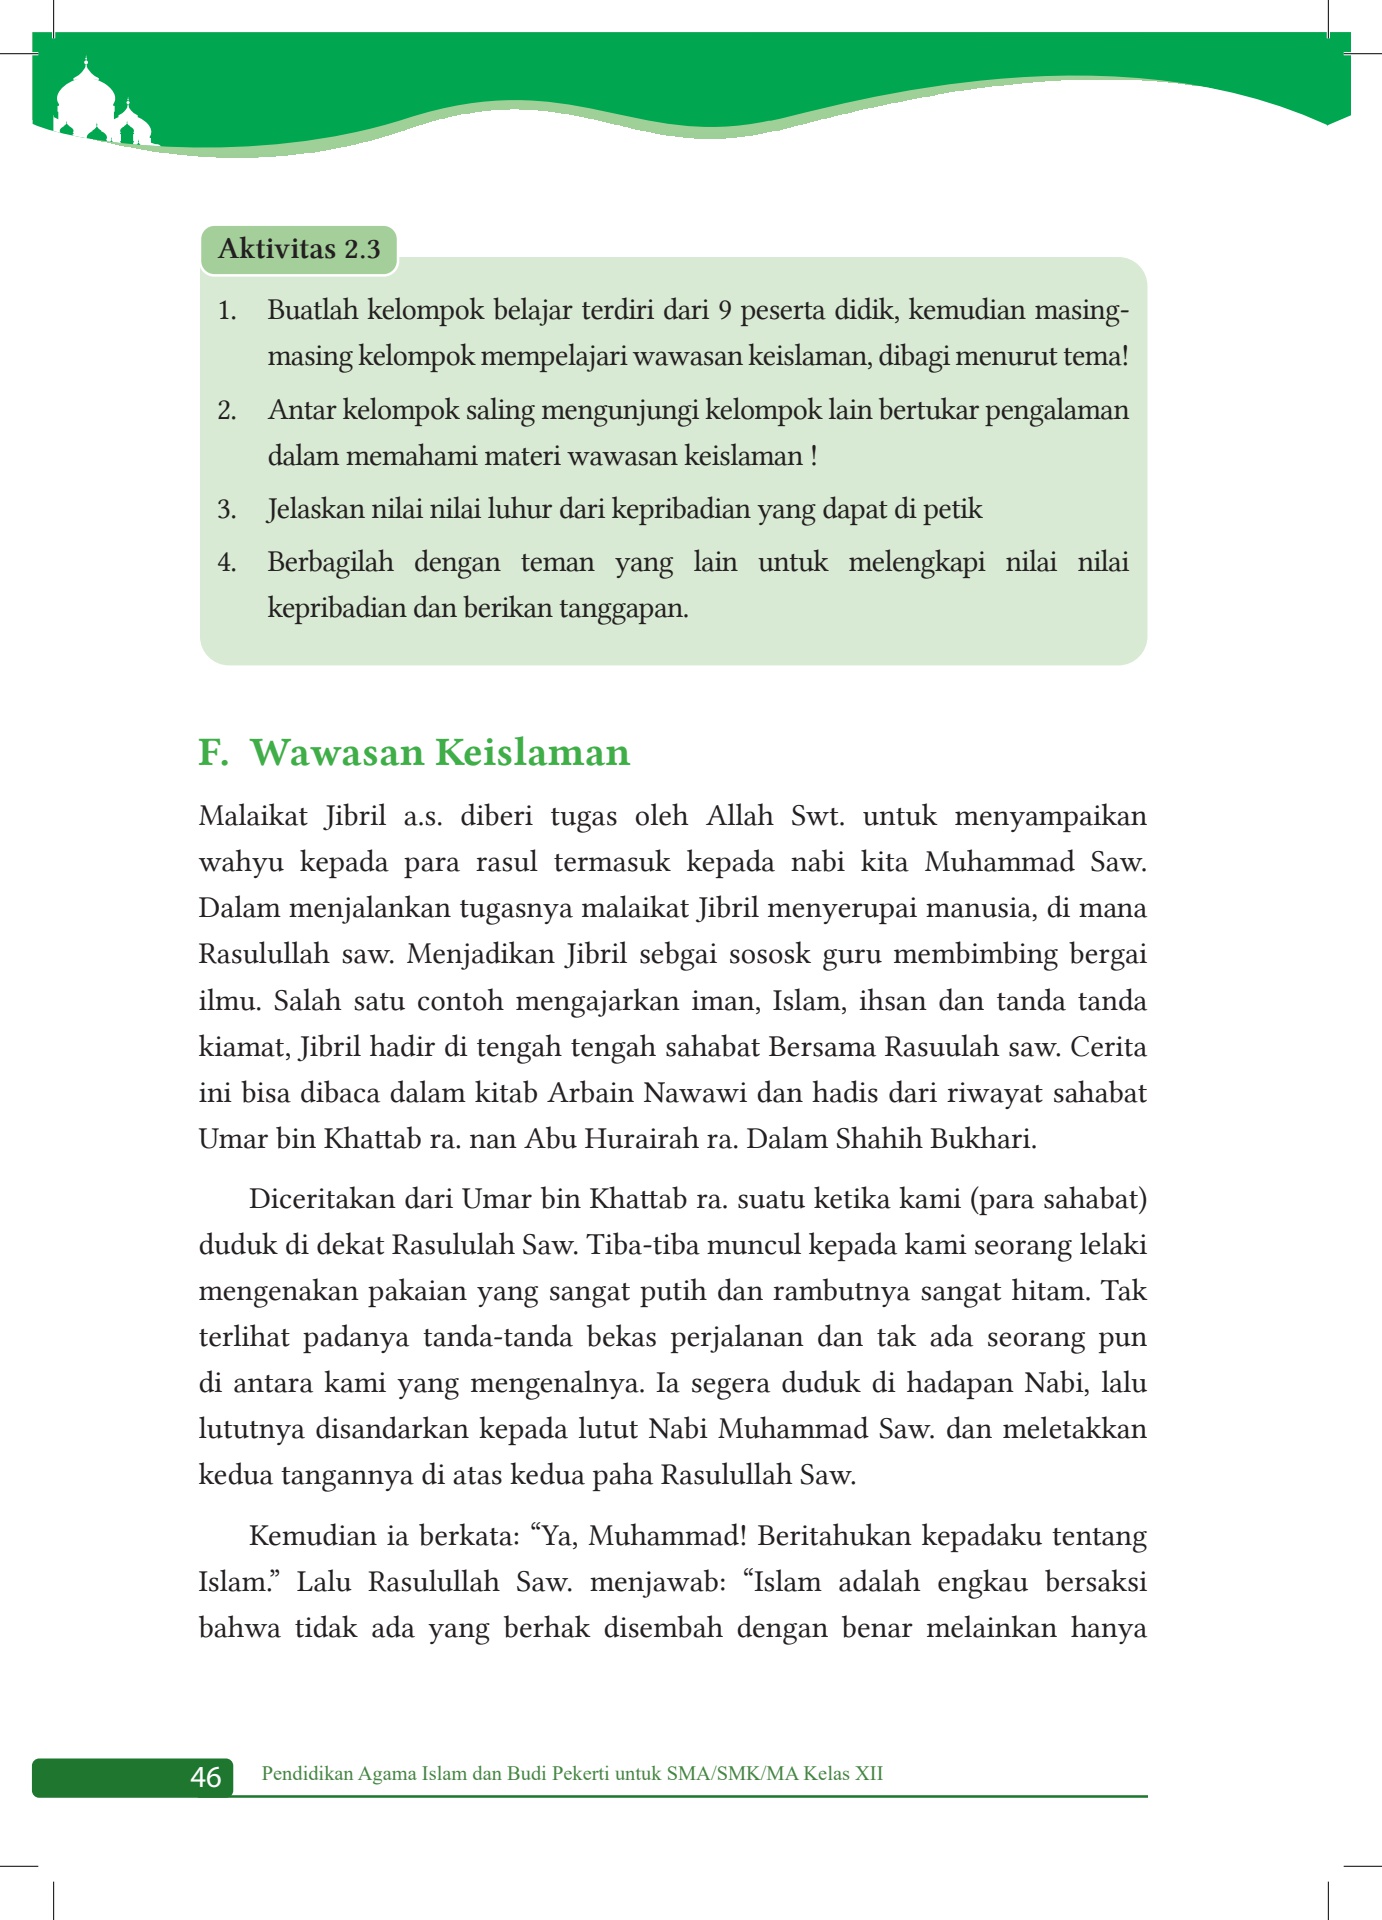 Aktivitas 2.3
1. Buatlah kelompok belajar terdiri dari 9 peserta didik, kemudian masing-
masing kelompok mempelajari wawasan keislaman, dibagi menurut tema!
2. Antar kelompok saling mengunjungi kelompok lain bertukar pengalaman
dalam memahami materi wawasan keislaman !
3. Jelaskan nilai nilai luhur dari kepribadian yang dapat di petik
4. Berbagilah dengan teman yang lain untuk melengkapi nilai nilai
kepribadian dan berikan tanggapan.
F. Wawasan Keislaman
Malaikat Jibril a.s. diberi tugas oleh Allah Swt. untuk menyampaikan
wahyu kepada para rasul termasuk kepada nabi kita Muhammad Saw.
Dalam menjalankan tugasnya malaikat Jibril menyerupai manusia, di mana
Rasulullah saw. Menjadikan Jibril sebgai sososk guru membimbing bergai
ilmu. Salah satu contoh mengajarkan iman, Islam, ihsan dan tanda tanda
kiamat, Jibril hadir di tengah tengah sahabat Bersama Rasuulah saw. Cerita
ini bisa dibaca dalam kitab Arbain Nawawi dan hadis dari riwayat sahabat
Umar bin Khattab ra. nan Abu Hurairah ra. Dalam Shahih Bukhari.
Diceritakan dari Umar bin Khattab ra. suatu ketika kami (para sahabat)
duduk di dekat Rasululah Saw. Tiba-tiba muncul kepada kami seorang lelaki
mengenakan pakaian yang sangat putih dan rambutnya sangat hitam. Tak
terlihat padanya tanda-tanda bekas perjalanan dan tak ada seorang pun
di antara kami yang mengenalnya. Ia segera duduk di hadapan Nabi, lalu
lututnya disandarkan kepada lutut Nabi Muhammad Saw. dan meletakkan
kedua tangannya di atas kedua paha Rasulullah Saw.
Kemudian ia berkata: “Ya, Muhammad! Beritahukan kepadaku tentang
Islam.” Lalu Rasulullah Saw. menjawab: “Islam adalah engkau bersaksi
bahwa tidak ada yang berhak disembah dengan benar melainkan hanya
46 Pendidikan Agama Islam dan Budi Pekerti untuk SMA/SMK/MA Kelas XII